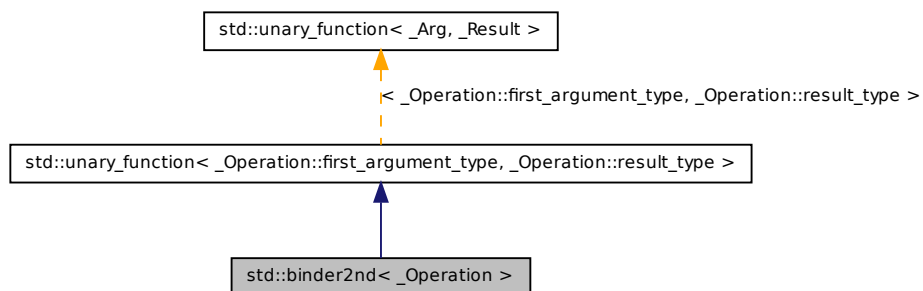 std::unary_function< _Arg, _Result >
< _Operation::first_argument_type, _Operation::result_type >
std::unary_function< _Operation::first_argument_type, _Operation::result_type >
std::binder2nd< _Operation >